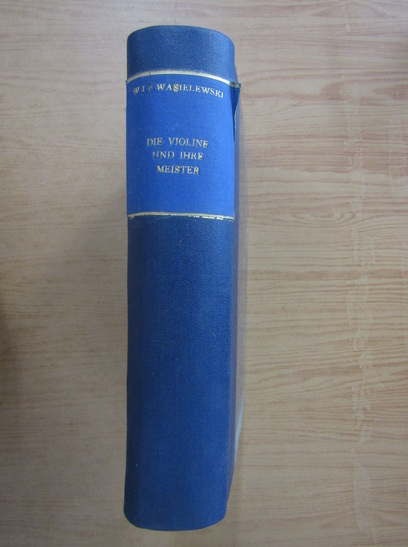 W I v WASIELEWSKI
DIE VIOLINE
UND IHRE
MEISTER